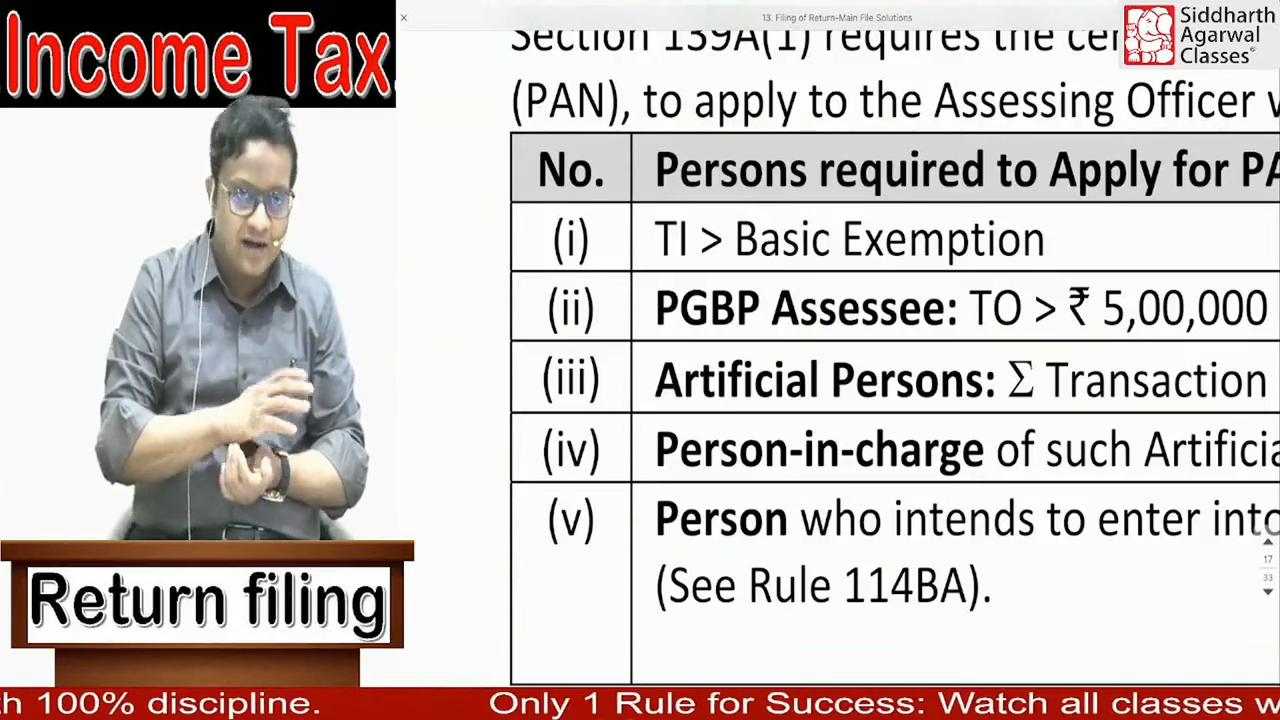 Income Tax
13. Filing of Return-Main File Solutions
Siddharth
Agarwal
Classes
Section 139A(1) requires the
(PAN), to apply to the Assessing Officer
No.
Persons required to Apply for
(i)
TI > Basic Exemption
(ii)
PGBP Assessee: TO > ₹ 5,00,000
(iii)
Artificial Persons: Σ Transaction
(iv)
Person-in-charge of such
(v)
Person who intends to enter into
(See Rule 114BA).
17
33
Return filing
100% discipline.
Only 1 Rule for Success: Watch all classes